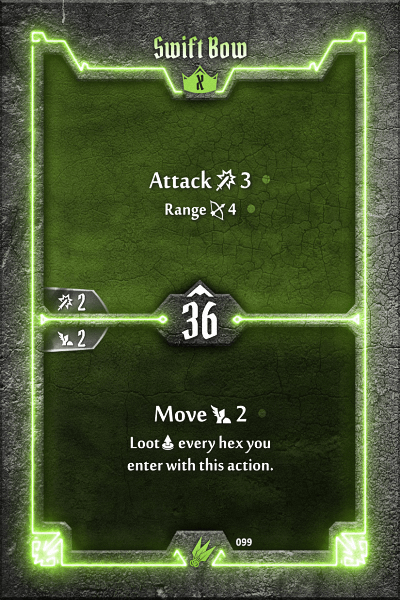 Swift Bow
X
Attack 3
Range 4
2
36
2
Move 2
Loot every hex you
enter with this action.
099